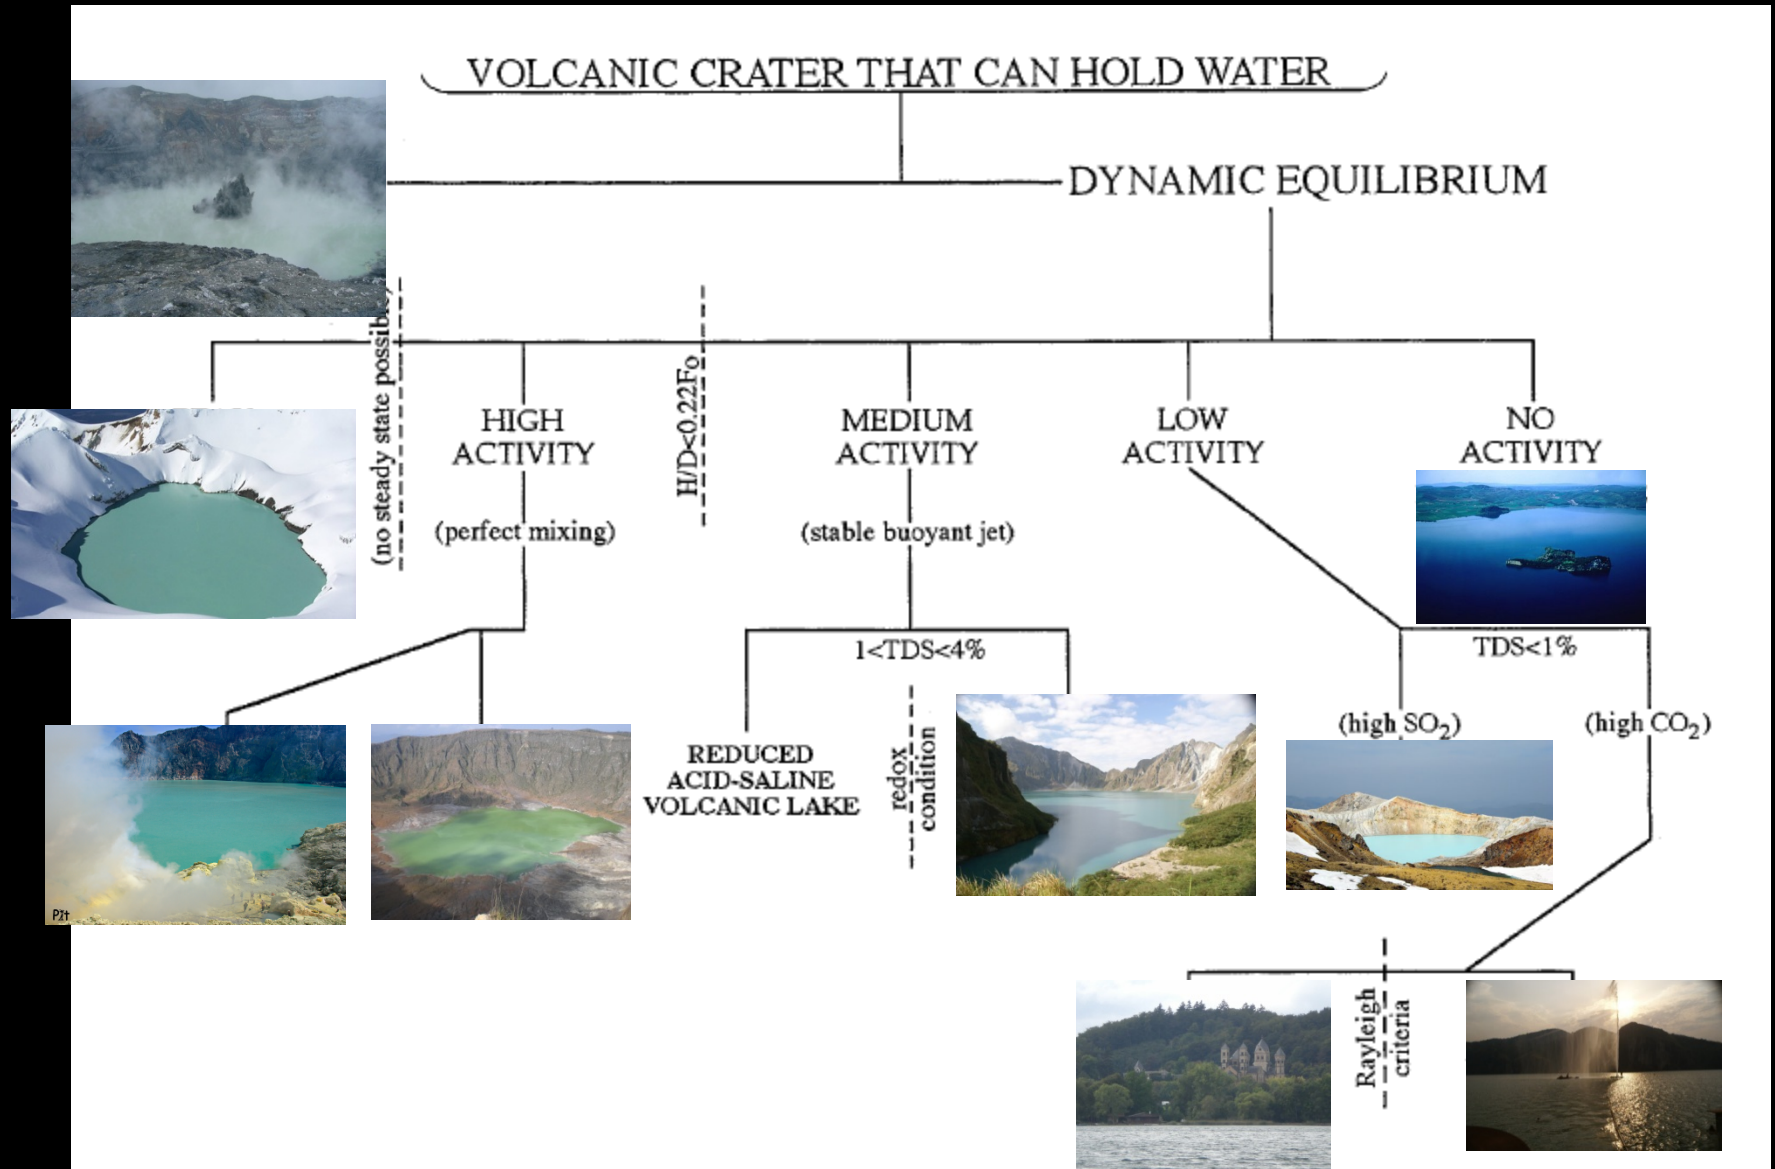 VOLCANIC CRATER THAT CAN HOLD WATER
DYNAMIC EQUILIBRIUM
(no steady state possible)
HIGH
ACTIVITY
(perfect mixing)
H/D<0.22Fo
MEDIUM
ACTIVITY
(stable buoyant jet)
LOW
ACTIVITY
NO
ACTIVITY
1<TDS<4%
TDS<1%
REDUCED
ACID-SALINE
VOLCANIC LAKE
redox
condition
(high SO₂)
(high CO₂)
Rayleigh
criteria